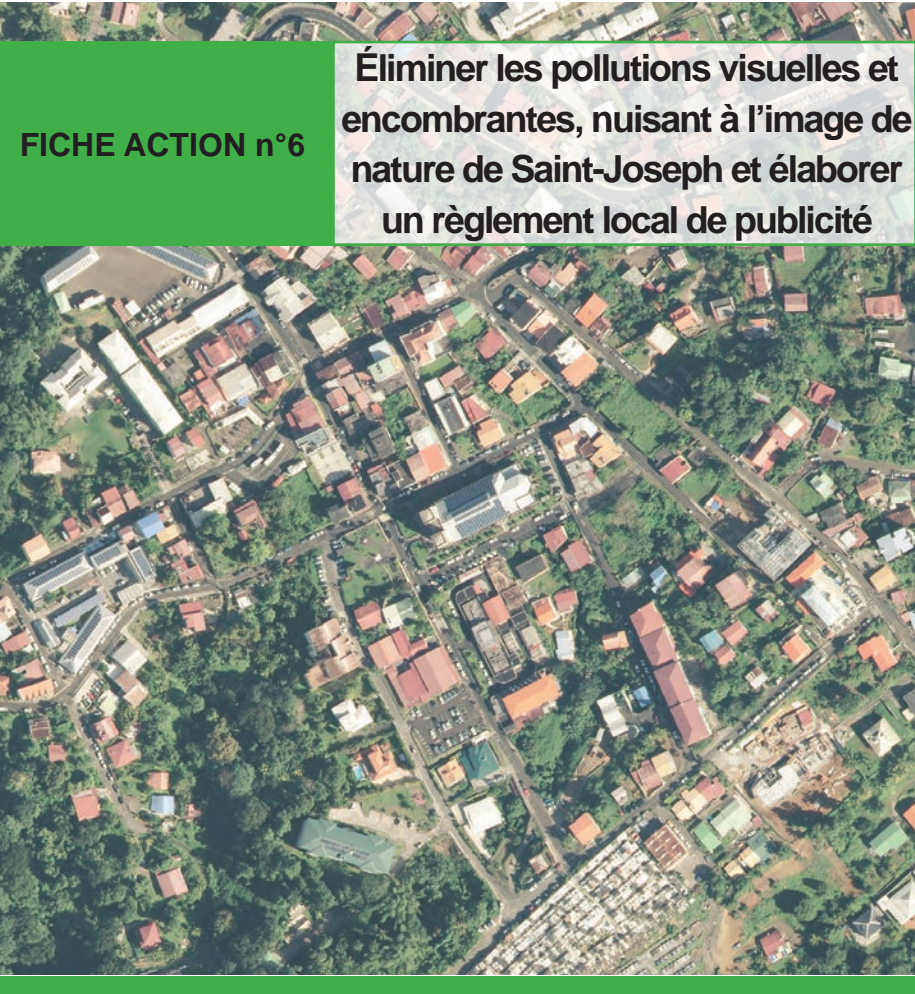 FICHE ACTION n°6
Éliminer les pollutions visuelles et
encombrantes, nuisant à l’image de
nature de Saint-Joseph et élaborer
un règlement local de publicité